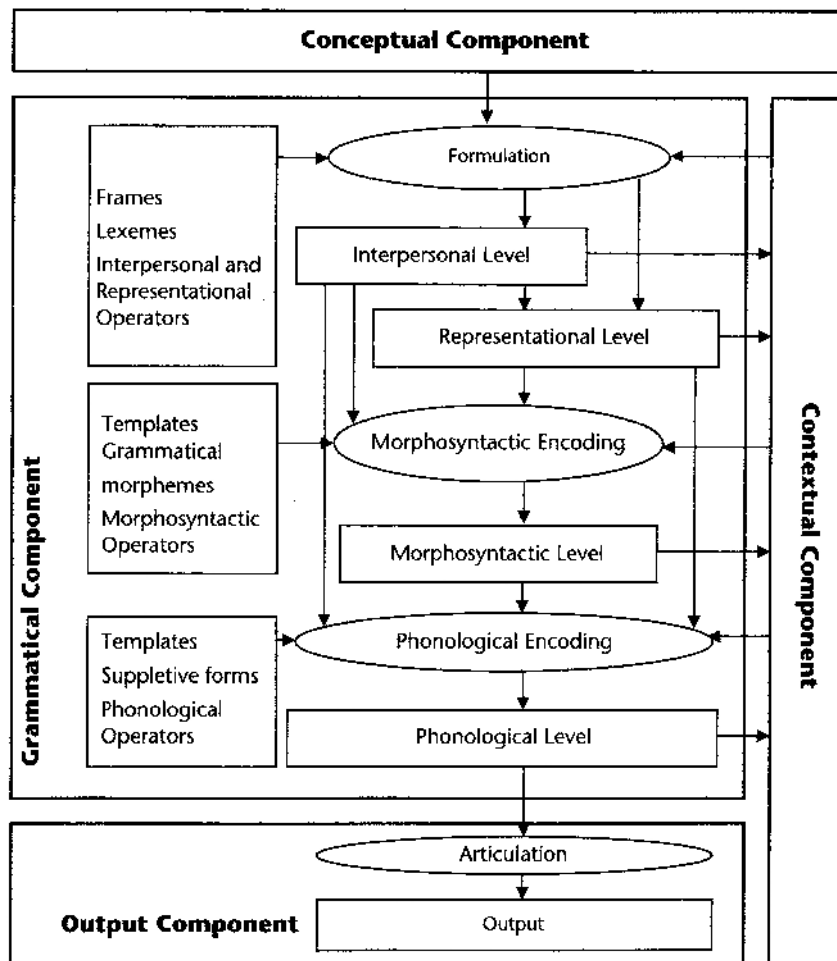 Conceptual Component
Grammatical Component
Frames
Lexemes
Interpersonal and
Representational
Operators
Formulation
Interpersonal Level
Representational Level
Templates
Grammatical
morphemes
Morphosyntactic
Operators
Morphosyntactic Encoding
Morphosyntactic Level
Templates
Suppletive forms
Phonological
Operators
Phonological Encoding
Phonological Level
Contextual Component
Output Component
Articulation
Output